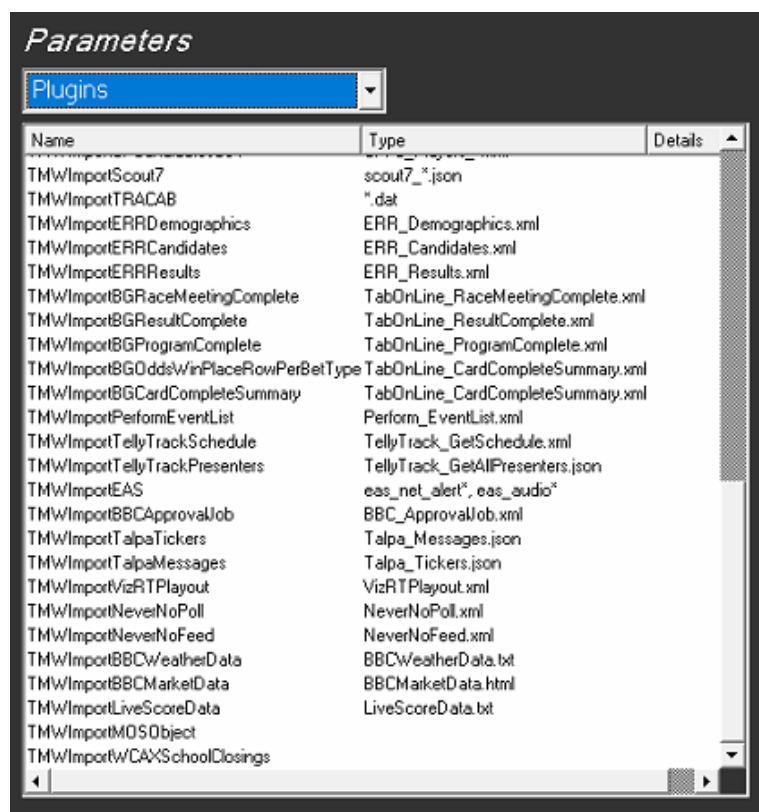 Parameters
Plugins
Name Type Details
TMWImportScout7 scout7_*.json
TMWImportTRACAB *.dat
TMWImportERRDemographics ERR_Demographics.xml
TMWImportERRCandidates ERR_Candidates.xml
TMWImportERRResults ERR_Results.xml
TMWImportBGRaceMeetingComplete TabOnLine_RaceMeetingComplete.xml
TMWImportBGResultComplete TabOnLine_ResultComplete.xml
TMWImportBGProgramComplete TabOnLine_ProgramComplete.xml
TMWImportBGOddsWinPlaceRowPerBetType TabOnLine_CardCompleteSummary.xml
TMWImportBGCardCompleteSummary TabOnLine_CardCompleteSummary.xml
TMWImportPerformEventList Perform_EventList.xml
TMWImportTellyTrackSchedule TellyTrack_GetSchedule.xml
TMWImportTellyTrackPresenters TellyTrack_GetAllPresenters.json
TMWImportEAS eas_net_alert*, eas_audio*
TMWImportBBCApprovalJob BBC_ApprovalJob.xml
TMWImportTalpaTickers Talpa_Messages.json
TMWImportTalpaMessages Talpa_Tickers.json
TMWImportVizRTPlayout VizRTPlayout.xml
TMWImportNeverNoPoll NeverNoPoll.xml
TMWImportNeverNoFeed NeverNoFeed.xml
TMWImportBBCWeatherData BBCWeatherData.txt
TMWImportBBCMarketData BBCMarketData.html
TMWImportLiveScoreData LiveScoreData.txt
TMWImportMOSObject
TMWImportWCAXSchoolClosings